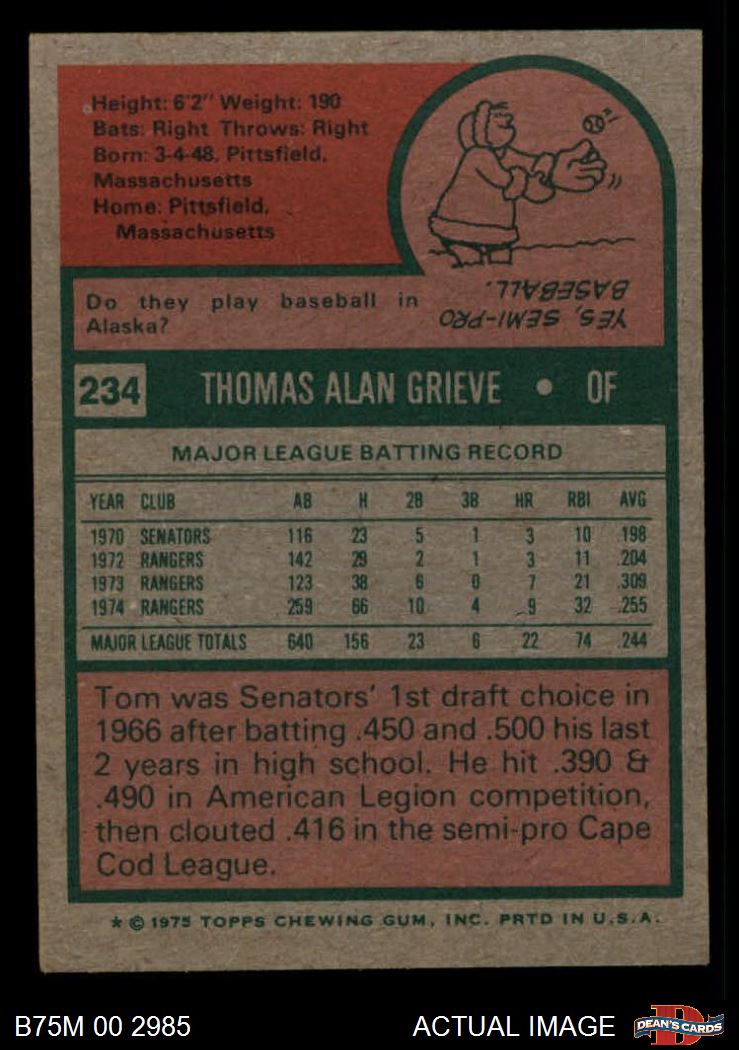 Height: 6'2" Weight: 190
Bats: Right Throws: Right
Born: 3-4-48, Pittsfield,
Massachusetts
Home: Pittsfield,
Massachusetts
Do they play baseball in
Alaska?
YES, SEMI-PRO
BASEBALL.
234 THOMAS ALAN GRIEVE • OF
MAJOR LEAGUE BATTING RECORD
YEAR CLUB AB H 2B 3B HR RBI AVG
1970 SENATORS 116 23 5 1 3 10 .198
1972 RANGERS 142 29 2 1 3 11 .204
1973 RANGERS 123 38 6 0 7 21 .309
1974 RANGERS 259 66 10 4 9 32 .255
MAJOR LEAGUE TOTALS 640 156 23 6 22 74 .244
Tom was Senators' 1st draft choice in
1966 after batting .450 and .500 his last
2 years in high school. He hit .390 &
.490 in American Legion competition,
then clouted .416 in the semi-pro Cape
Cod League.
* © 1975 TOPPS CHEWING GUM, INC. PRTD IN U.S.A.
B75M 00 2985 ACTUAL IMAGE D DEAN'S CARDS